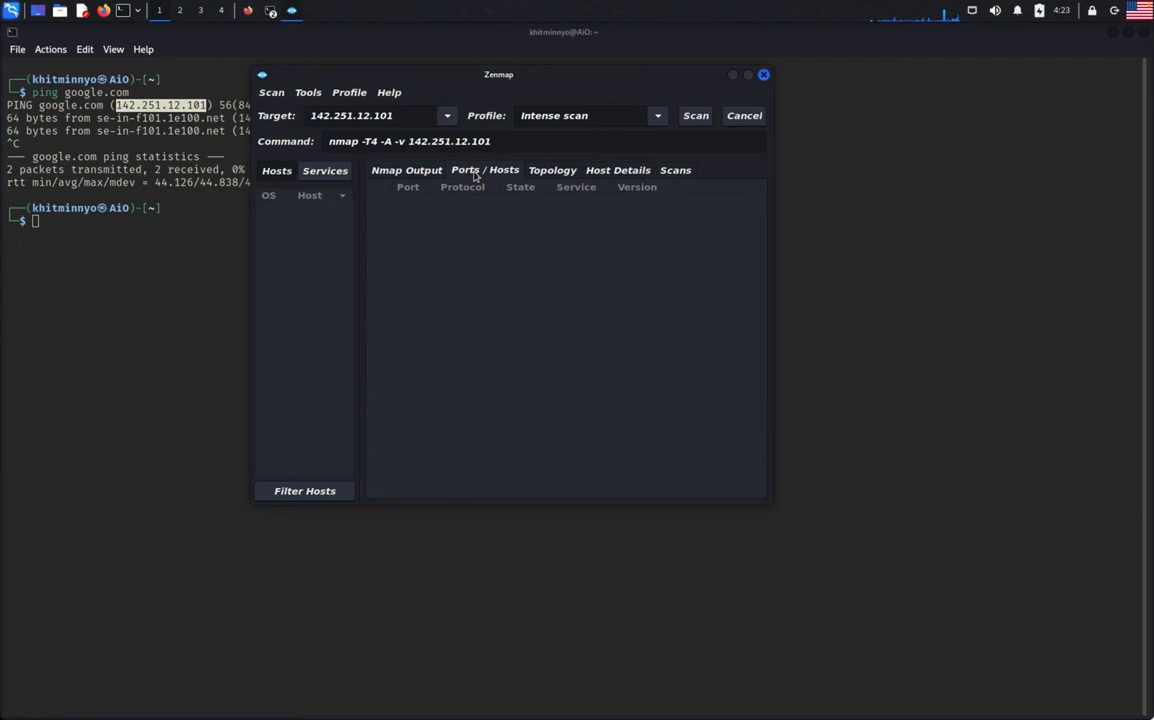 1 2 3 4
2
4:23
khitminnyo@AiO: ~
File Actions Edit View Help
(khitminnyo㉿AiO)-[~]
$ ping google.com
PING google.com (142.251.12.101) 56(84
64 bytes from se-in-f101.1e100.net (14
64 bytes from se-in-f101.1e100.net (14
^C
--- google.com ping statistics ---
2 packets transmitted, 2 received, 0%
rtt min/avg/max/mdev = 44.126/44.838/4
(khitminnyo㉿AiO)-[~]
$
Zenmap
Scan Tools Profile Help
Target: 142.251.12.101 Profile: Intense scan Scan Cancel
Command: nmap -T4 -A -v 142.251.12.101
Hosts Services
OS Host
Filter Hosts
Nmap Output Ports / Hosts Topology Host Details Scans
Port Protocol State Service Version